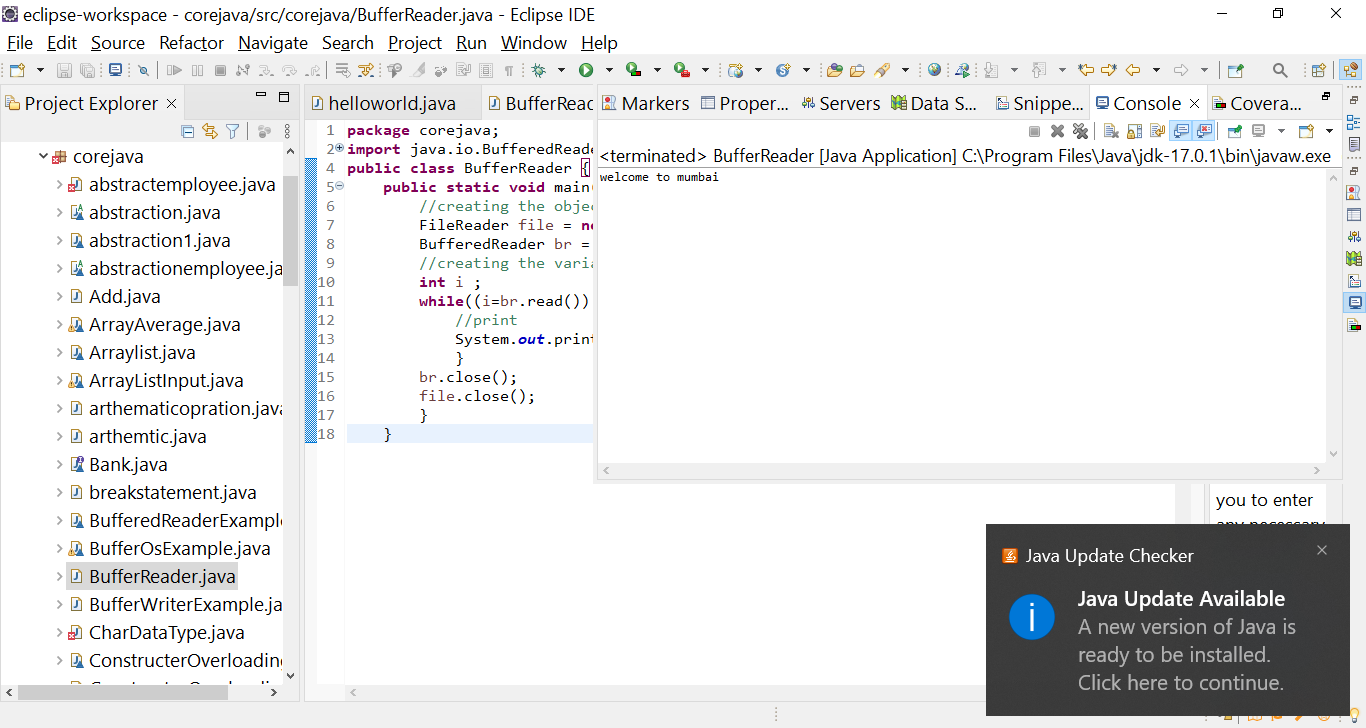 eclipse-workspace - corejava/src/corejava/BufferReader.java - Eclipse IDE
File Edit Source Refactor Navigate Search Project Run Window Help
Project Explorer
corejava
abstractemployee.java
abstraction.java
abstraction1.java
abstractionemployee.ja
Add.java
ArrayAverage.java
Arraylist.java
ArrayListInput.java
arthematicopration.java
arthemtic.java
Bank.java
breakstatement.java
BufferedReaderExampl
BufferOsExample.java
BufferReader.java
BufferWriterExample.ja
CharDataType.java
ConstructerOverloading
helloworld.java BufferReac
1 package corejava;
2 import java.io.BufferedReade
4 public class BufferReader {
5 public static void main(
6 //creating the obje
7 FileReader file = ne
8 BufferedReader br =
9 //creating the varia
10 int i ;
11 while((i=br.read())
12 //print
13 System.out.print
14 }
15 br.close();
16 file.close();
17 }
18 }
Markers Proper... Servers Data S... Snippe... Console Covera...
<terminated> BufferReader [Java Application] C:\Program Files\Java\jdk-17.0.1\bin\javaw.exe
welcome to mumbai
you to enter
any necessary
Java Update Checker
Java Update Available
A new version of Java is
ready to be installed.
Click here to continue.